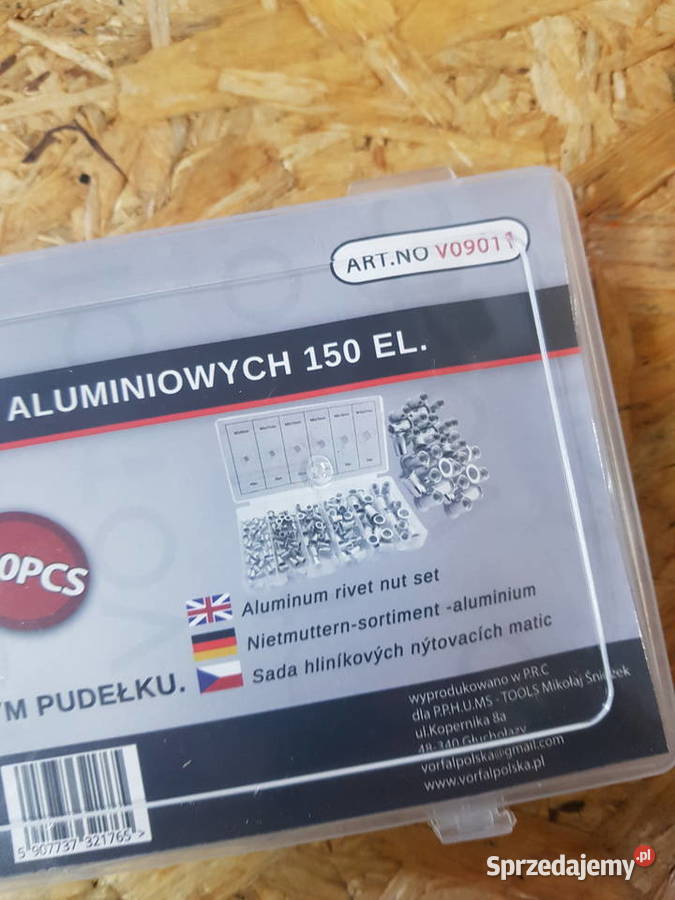 ART.NO V09011
ALUMINIOWYCH 150 EL.
0PCS
Aluminum rivet nut set
Nietmuttern-sortiment -aluminium
Sada hliníkových nýtovacích matic
YM PUDEŁKU.
wyprodukowano w P.R.C
dla P.P.H.U.MS - TOOLS Mikołaj Śnieżek
ul.Kopernika 8a
48-340 Głuchołazy
vorfalpolska@gmail.com
www.vorfalpolska.pl
5 907737 321765 >
Sprzedajemy.pl